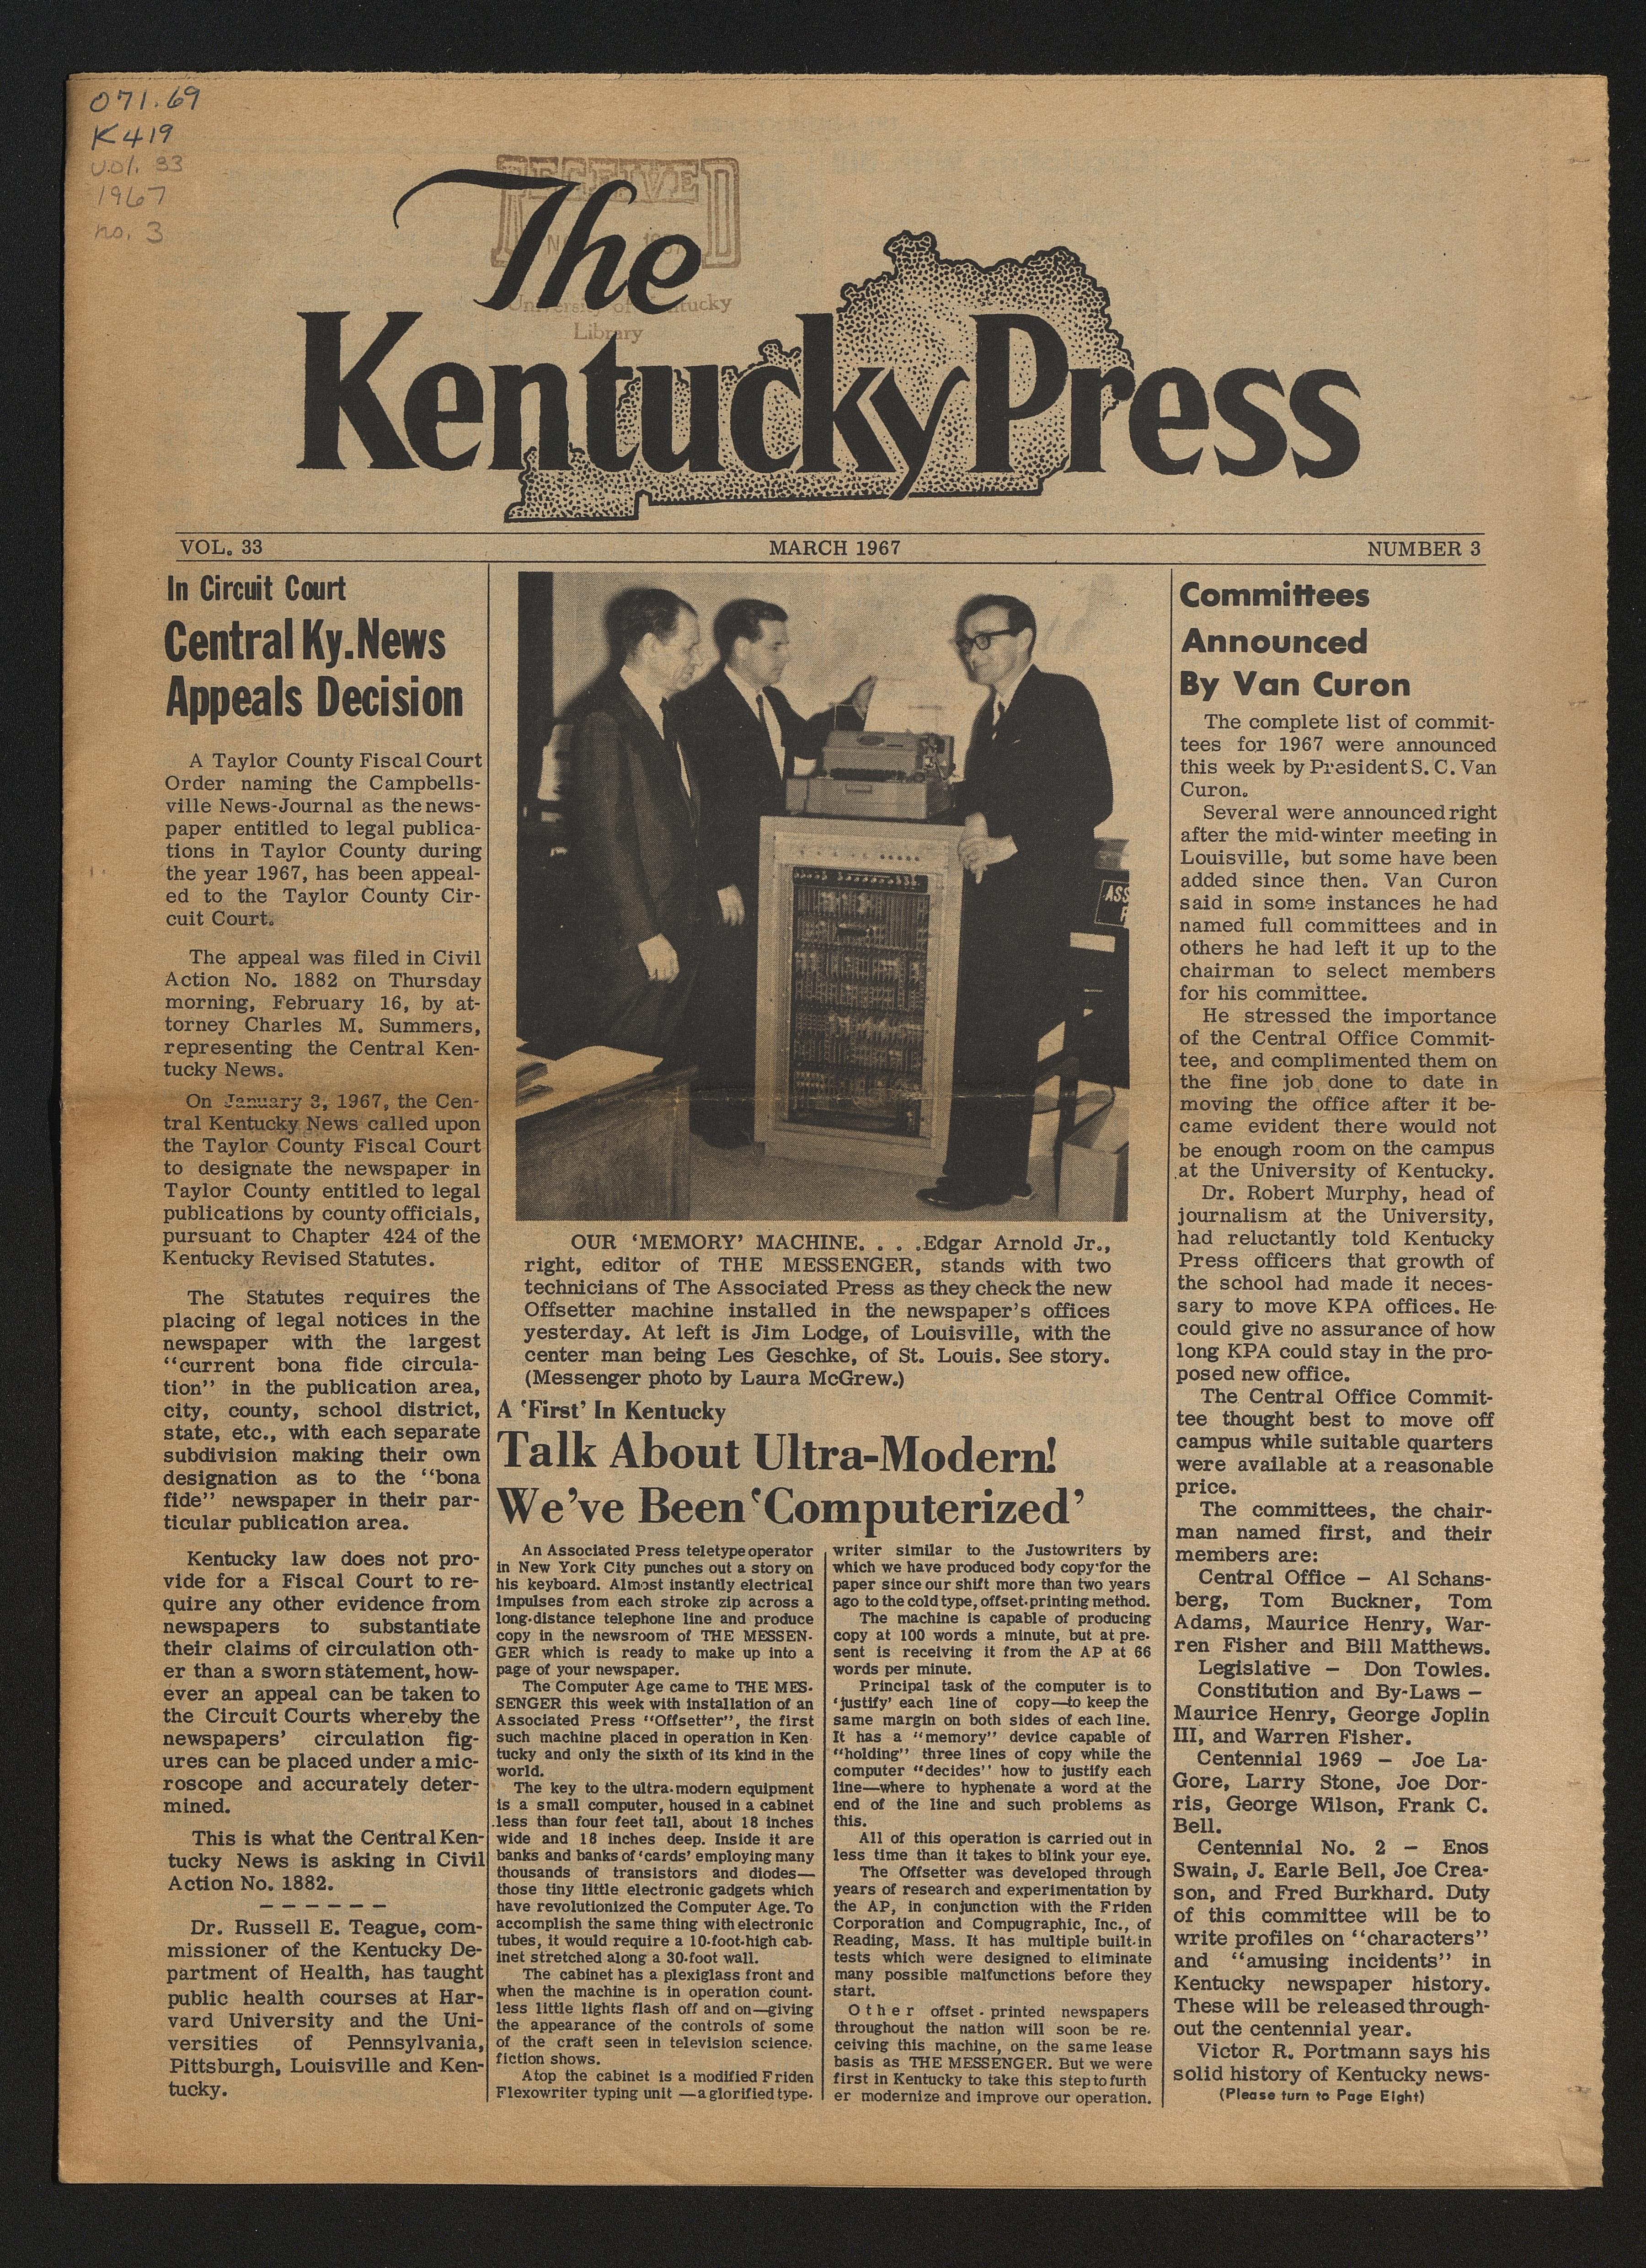 071.69
K419
vol. 33
1967
no. 3
RECEIVED
University of Kentucky
Library
The
Kentucky Press
VOL. 33 MARCH 1967 NUMBER 3
In Circuit Court
Central Ky. News
Appeals Decision
A Taylor County Fiscal Court
Order naming the Campbells-
ville News-Journal as the news-
paper entitled to legal publica-
tions in Taylor County during
the year 1967, has been appeal-
ed to the Taylor County Cir-
cuit Court.
The appeal was filed in Civil
Action No. 1882 on Thursday
morning, February 16, by at-
torney Charles M. Summers,
representing the Central Ken-
tucky News.
On January 3, 1967, the Cen-
tral Kentucky News called upon
the Taylor County Fiscal Court
to designate the newspaper in
Taylor County entitled to legal
publications by county officials,
pursuant to Chapter 424 of the
Kentucky Revised Statutes.
The Statutes requires the
placing of legal notices in the
newspaper with the largest
"current bona fide circula-
tion" in the publication area,
city, county, school district,
state, etc., with each separate
subdivision making their own
designation as to the "bona
fide" newspaper in their par-
ticular publication area.
Kentucky law does not pro-
vide for a Fiscal Court to re-
quire any other evidence from
newspapers to substantiate
their claims of circulation oth-
er than a sworn statement, how-
ever an appeal can be taken to
the Circuit Courts whereby the
newspapers' circulation fig-
ures can be placed under a mic-
roscope and accurately deter-
mined.
This is what the Central Ken-
tucky News is asking in Civil
Action No. 1882.
- - - - - -
Dr. Russell E. Teague, com-
missioner of the Kentucky De-
partment of Health, has taught
public health courses at Har-
vard University and the Uni-
versities of Pennsylvania,
Pittsburgh, Louisville and Ken-
tucky.
ASS
OUR 'MEMORY' MACHINE. . . .Edgar Arnold Jr.,
right, editor of THE MESSENGER, stands with two
technicians of The Associated Press as they check the new
Offsetter machine installed in the newspaper's offices
yesterday. At left is Jim Lodge, of Louisville, with the
center man being Les Geschke, of St. Louis. See story.
(Messenger photo by Laura McGrew.)
A 'First' In Kentucky
Talk About Ultra-Modern!
We've Been 'Computerized'
An Associated Press teletype operator
in New York City punches out a story on
his keyboard. Almost instantly electrical
impulses from each stroke zip across a
long-distance telephone line and produce
copy in the newsroom of THE MESSEN-
GER which is ready to make up into a
page of your newspaper.
The Computer Age came to THE MES-
SENGER this week with installation of an
Associated Press "Offsetter", the first
such machine placed in operation in Ken-
tucky and only the sixth of its kind in the
world.
The key to the ultra-modern equipment
is a small computer, housed in a cabinet
less than four feet tall, about 18 inches
wide and 18 inches deep. Inside it are
banks and banks of 'cards' employing many
thousands of transistors and diodes—
those tiny little electronic gadgets which
have revolutionized the Computer Age. To
accomplish the same thing with electronic
tubes, it would require a 10-foot-high cab-
inet stretched along a 30-foot wall.
The cabinet has a plexiglass front and
when the machine is in operation count-
less little lights flash off and on—giving
the appearance of the controls of some
of the craft seen in television science-
fiction shows.
Atop the cabinet is a modified Friden
Flexowriter typing unit —a glorified type-
writer similar to the Justowriters by
which we have produced body copy for the
paper since our shift more than two years
ago to the cold type, offset-printing method.
The machine is capable of producing
copy at 100 words a minute, but at pre-
sent is receiving it from the AP at 66
words per minute.
Principal task of the computer is to
'justify' each line of copy—to keep the
same margin on both sides of each line.
It has a "memory" device capable of
"holding" three lines of copy while the
computer "decides" how to justify each
line—where to hyphenate a word at the
end of the line and such problems as
this.
All of this operation is carried out in
less time than it takes to blink your eye.
The Offsetter was developed through
years of research and experimentation by
the AP, in conjunction with the Friden
Corporation and Compugraphic, Inc., of
Reading, Mass. It has multiple built-in
tests which were designed to eliminate
many possible malfunctions before they
start.
Other offset-printed newspapers
throughout the nation will soon be re-
ceiving this machine, on the same lease
basis as THE MESSENGER. But we were
first in Kentucky to take this step to furth
er modernize and improve our operation.
Committees
Announced
By Van Curon
The complete list of commit-
tees for 1967 were announced
this week by President S. C. Van
Curon.
Several were announced right
after the mid-winter meeting in
Louisville, but some have been
added since then. Van Curon
said in some instances he had
named full committees and in
others he had left it up to the
chairman to select members
for his committee.
He stressed the importance
of the Central Office Commit-
tee, and complimented them on
the fine job done to date in
moving the office after it be-
came evident there would not
be enough room on the campus
at the University of Kentucky.
Dr. Robert Murphy, head of
journalism at the University,
had reluctantly told Kentucky
Press officers that growth of
the school had made it neces-
sary to move KPA offices. He
could give no assurance of how
long KPA could stay in the pro-
posed new office.
The Central Office Commit-
tee thought best to move off
campus while suitable quarters
were available at a reasonable
price.
The committees, the chair-
man named first, and their
members are:
Central Office — Al Schans-
berg, Tom Buckner, Tom
Adams, Maurice Henry, War-
ren Fisher and Bill Matthews.
Legislative — Don Towles.
Constitution and By-Laws —
Maurice Henry, George Joplin
III, and Warren Fisher.
Centennial 1969 — Joe La-
Gore, Larry Stone, Joe Dor-
ris, George Wilson, Frank C.
Bell.
Centennial No. 2 — Enos
Swain, J. Earle Bell, Joe Crea-
son, and Fred Burkhard. Duty
of this committee will be to
write profiles on "characters"
and "amusing incidents" in
Kentucky newspaper history.
These will be released through-
out the centennial year.
Victor R. Portmann says his
solid history of Kentucky news-
(Please turn to Page Eight)